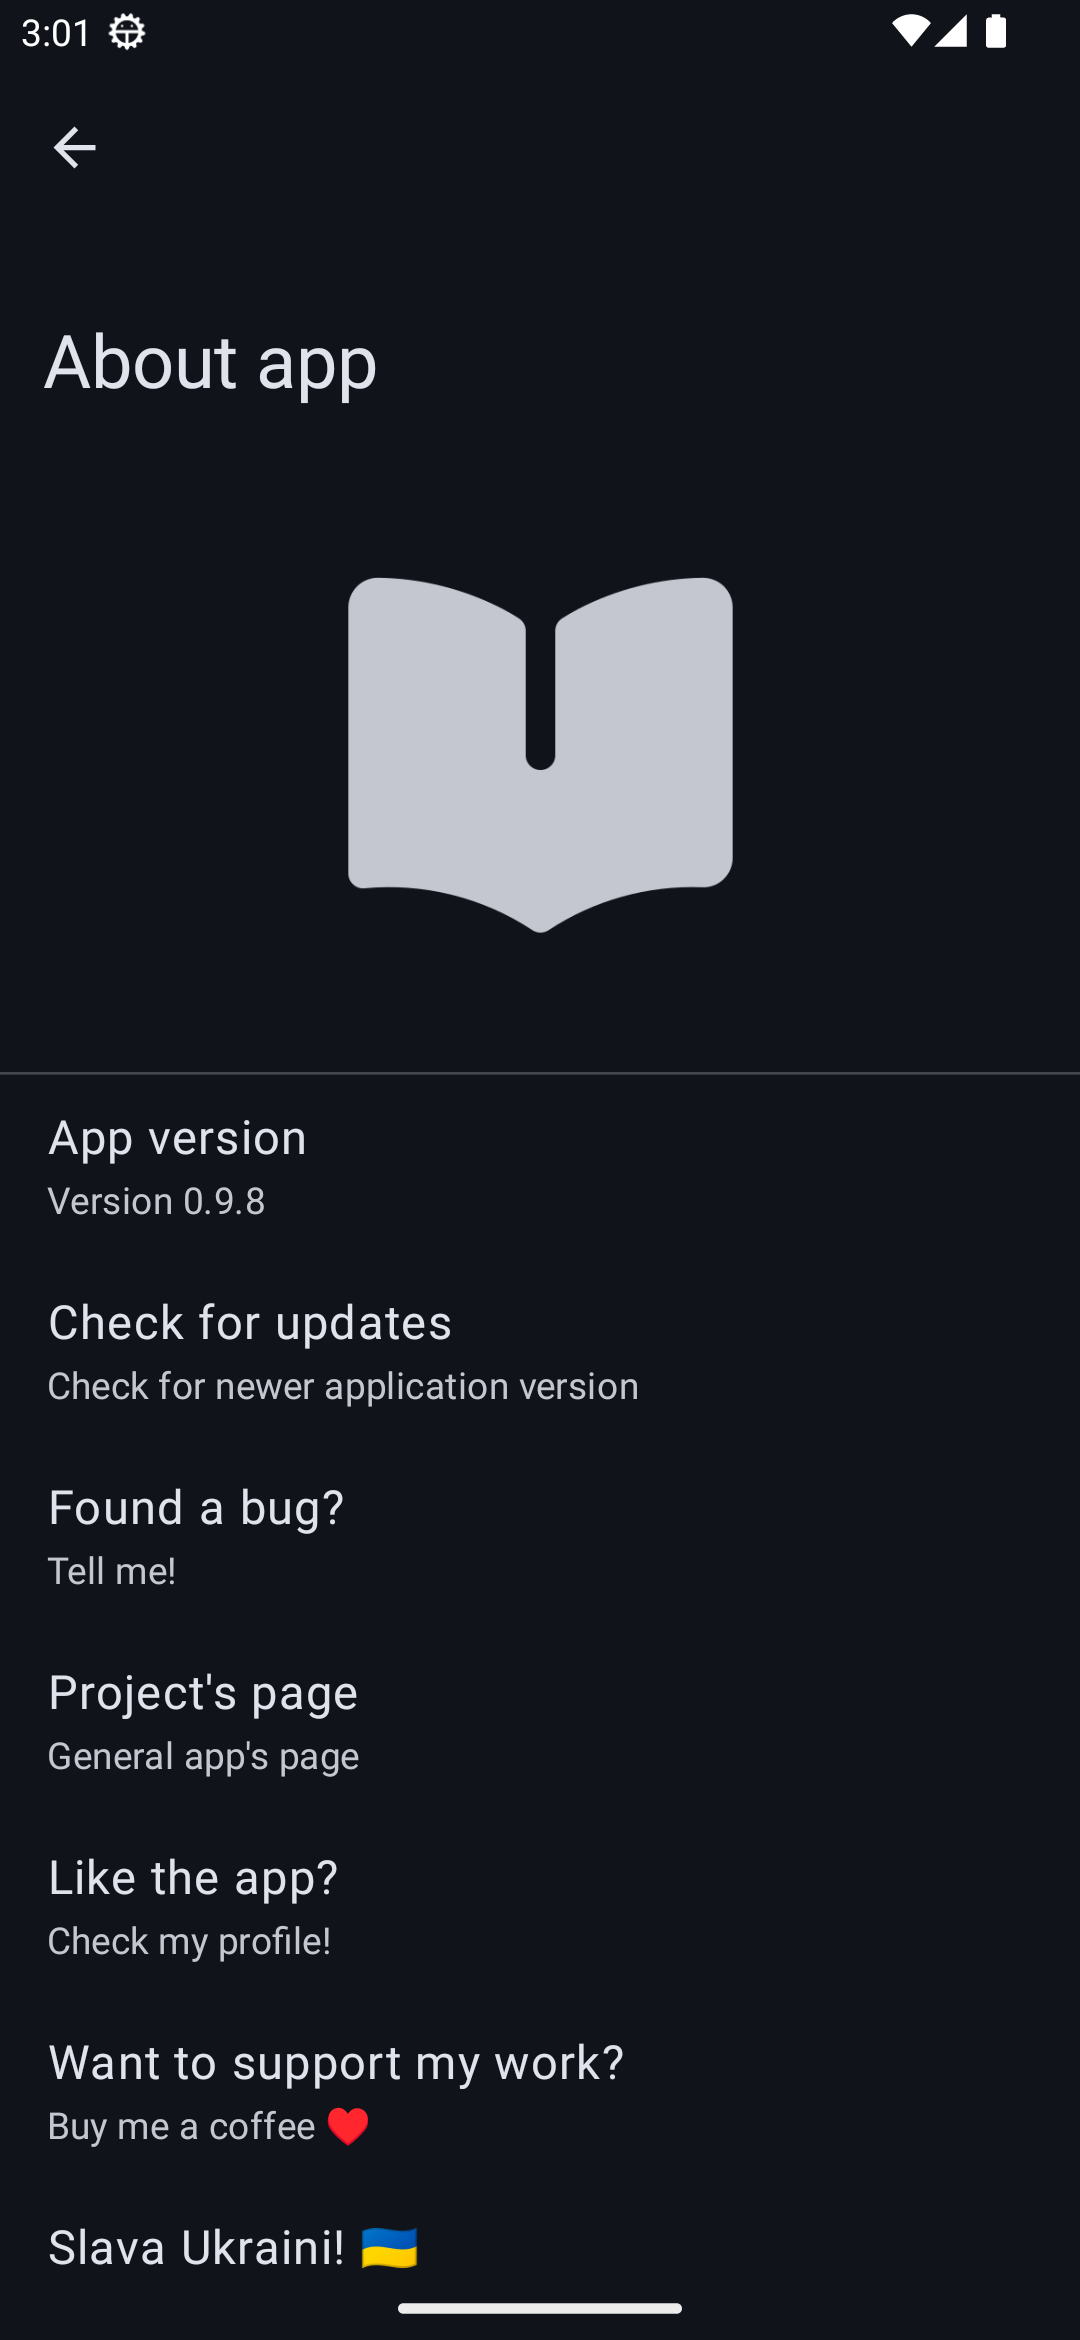 3:01
About app
App version
Version 0.9.8
Check for updates
Check for newer application version
Found a bug?
Tell me!
Project's page
General app's page
Like the app?
Check my profile!
Want to support my work?
Buy me a coffee ❤️
Slava Ukraini! 🇺🇦